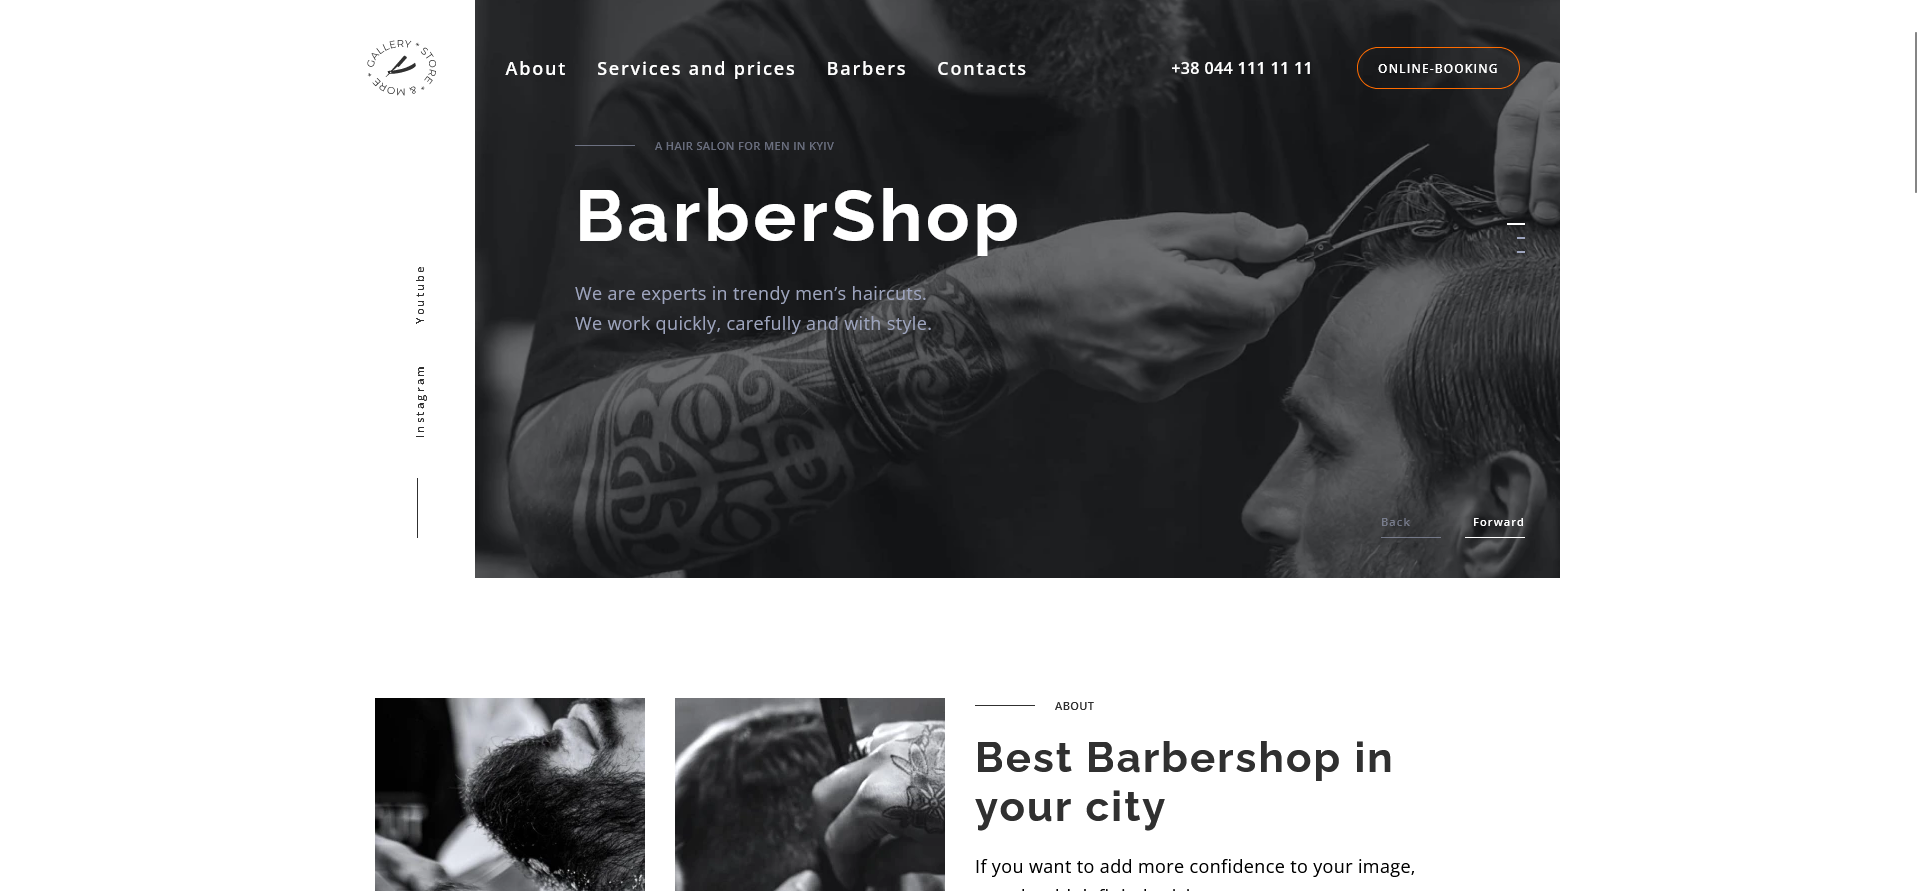 GALLERY * STORE * & MORE *
About
Services and prices
Barbers
Contacts
+38 044 111 11 11
ONLINE-BOOKING
A HAIR SALON FOR MEN IN KYIV
BarberShop
We are experts in trendy men’s haircuts.
We work quickly, carefully and with style.
Youtube
Instagram
Back
Forward
ABOUT
Best Barbershop in
your city
If you want to add more confidence to your image,